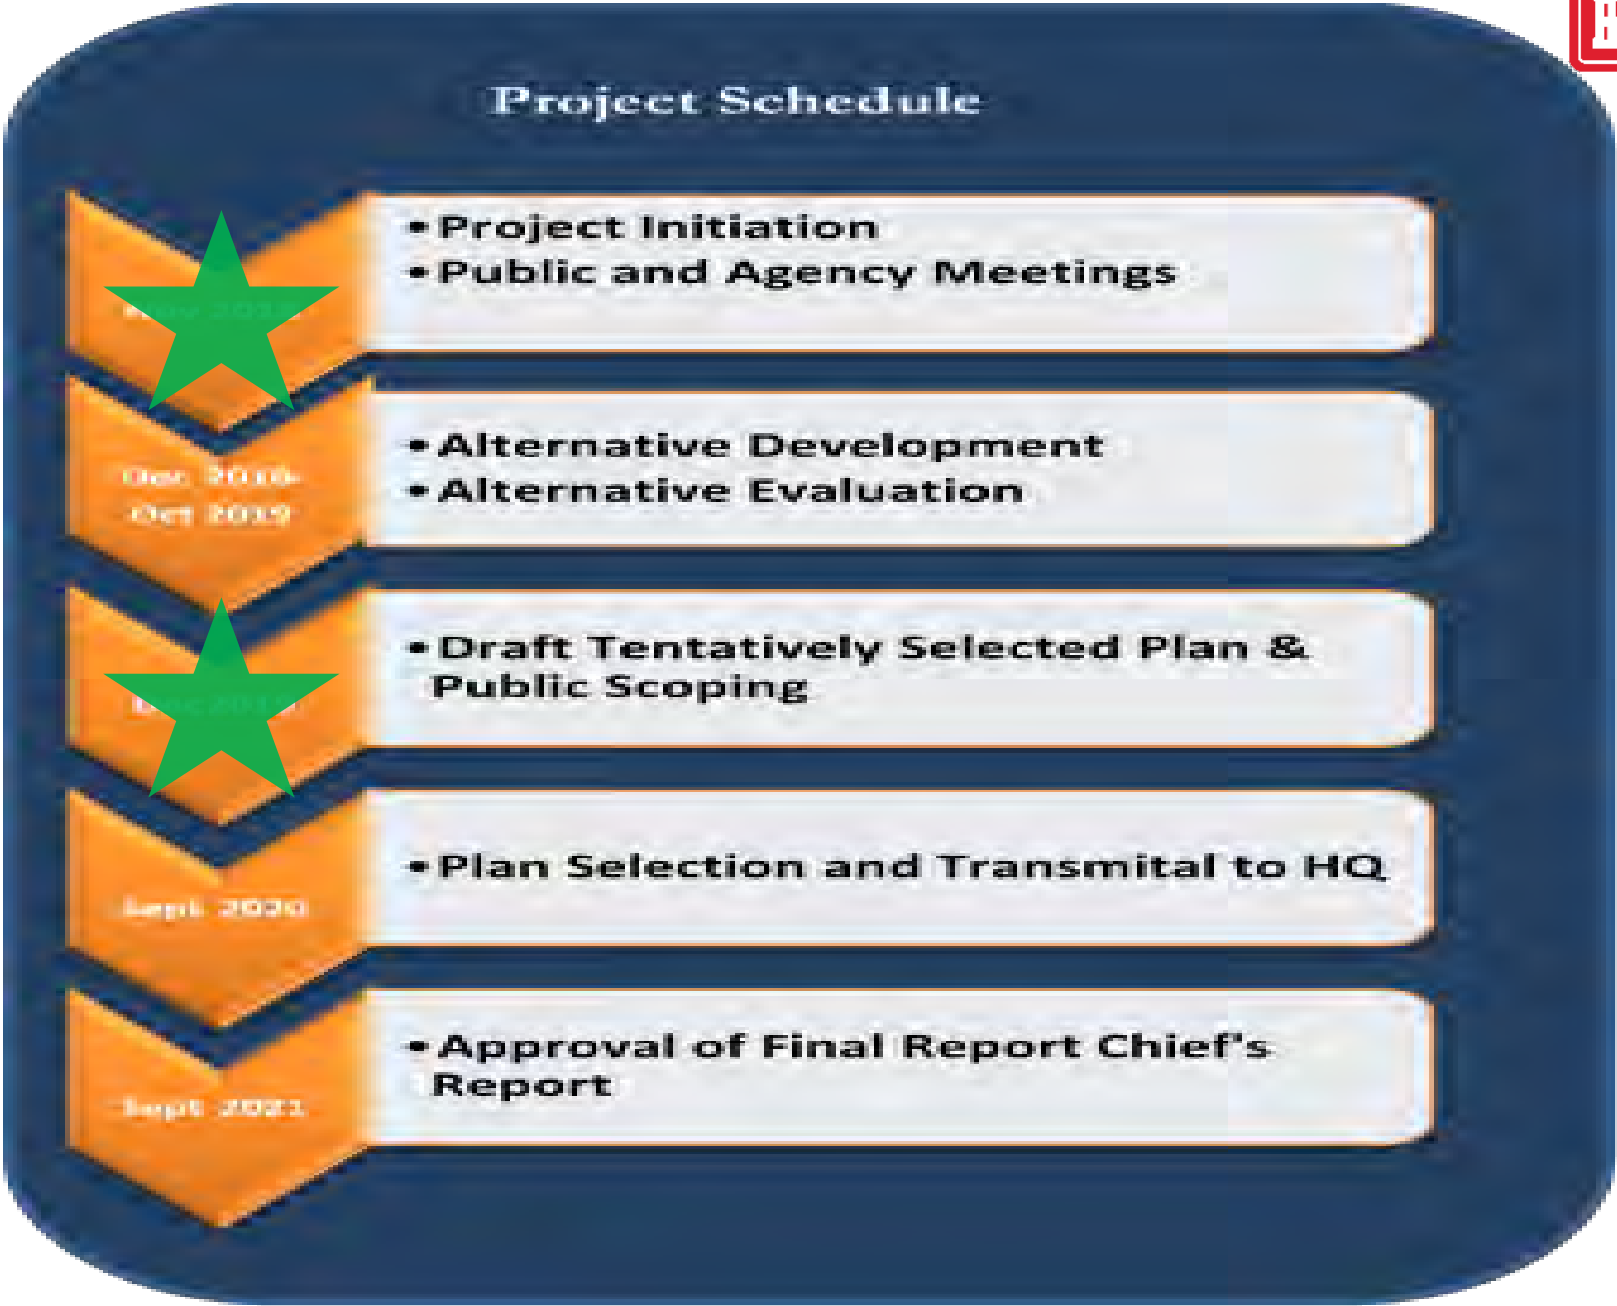 Project Schedule
•Project Initiation
•Public and Agency Meetings
•Alternative Development
•Alternative Evaluation
Dec 2018-
Oct 2019
•Draft Tentatively Selected Plan &
Public Scoping
•Plan Selection and Transmital to HQ
Sept 2020
•Approval of Final Report Chief's
Report
Sept 2021